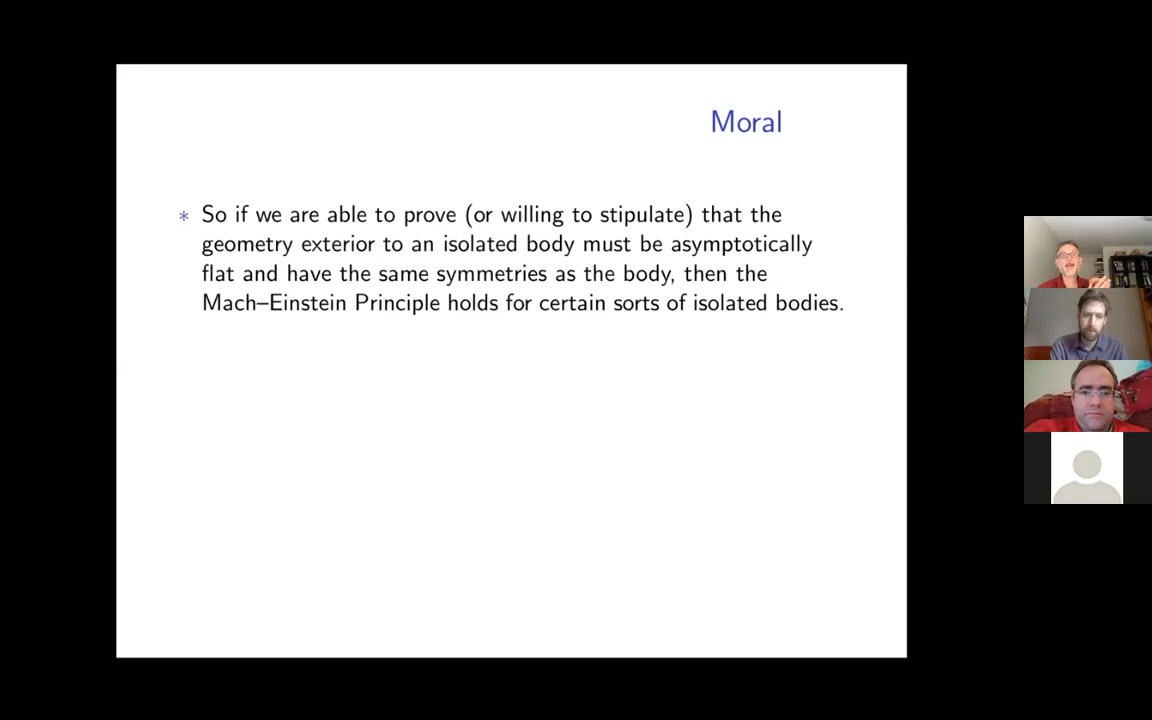 Moral
* So if we are able to prove (or willing to stipulate) that the
geometry exterior to an isolated body must be asymptotically
flat and have the same symmetries as the body, then the
Mach–Einstein Principle holds for certain sorts of isolated bodies.